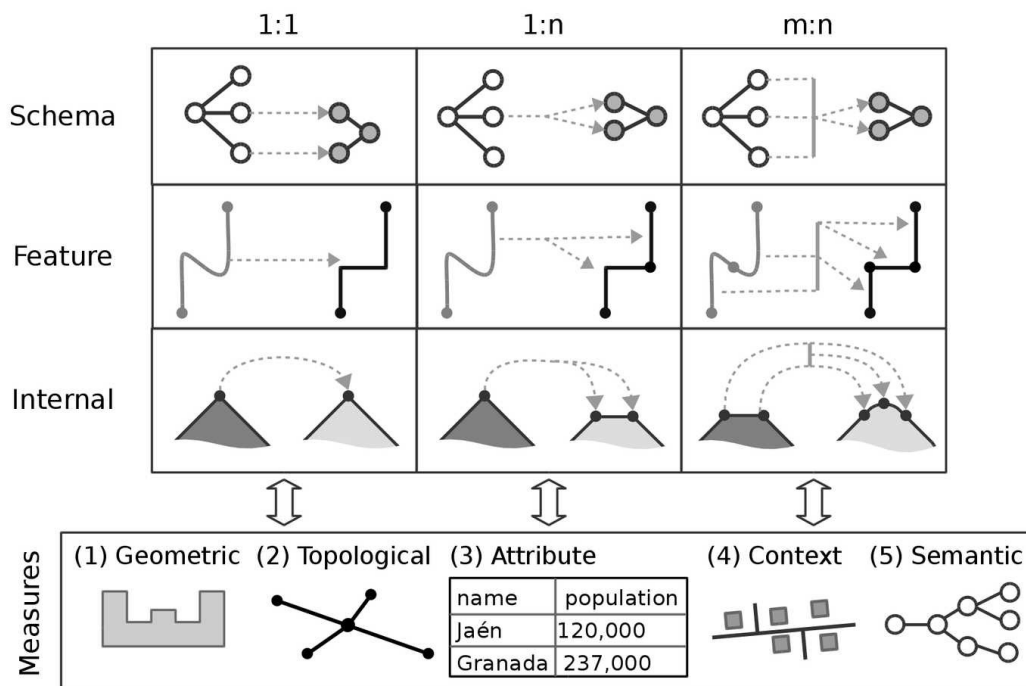 1:1 1:n m:n
Schema
Feature
Internal
Measures
(1) Geometric (2) Topological (3) Attribute (4) Context (5) Semantic
name population
Jaén 120,000
Granada 237,000